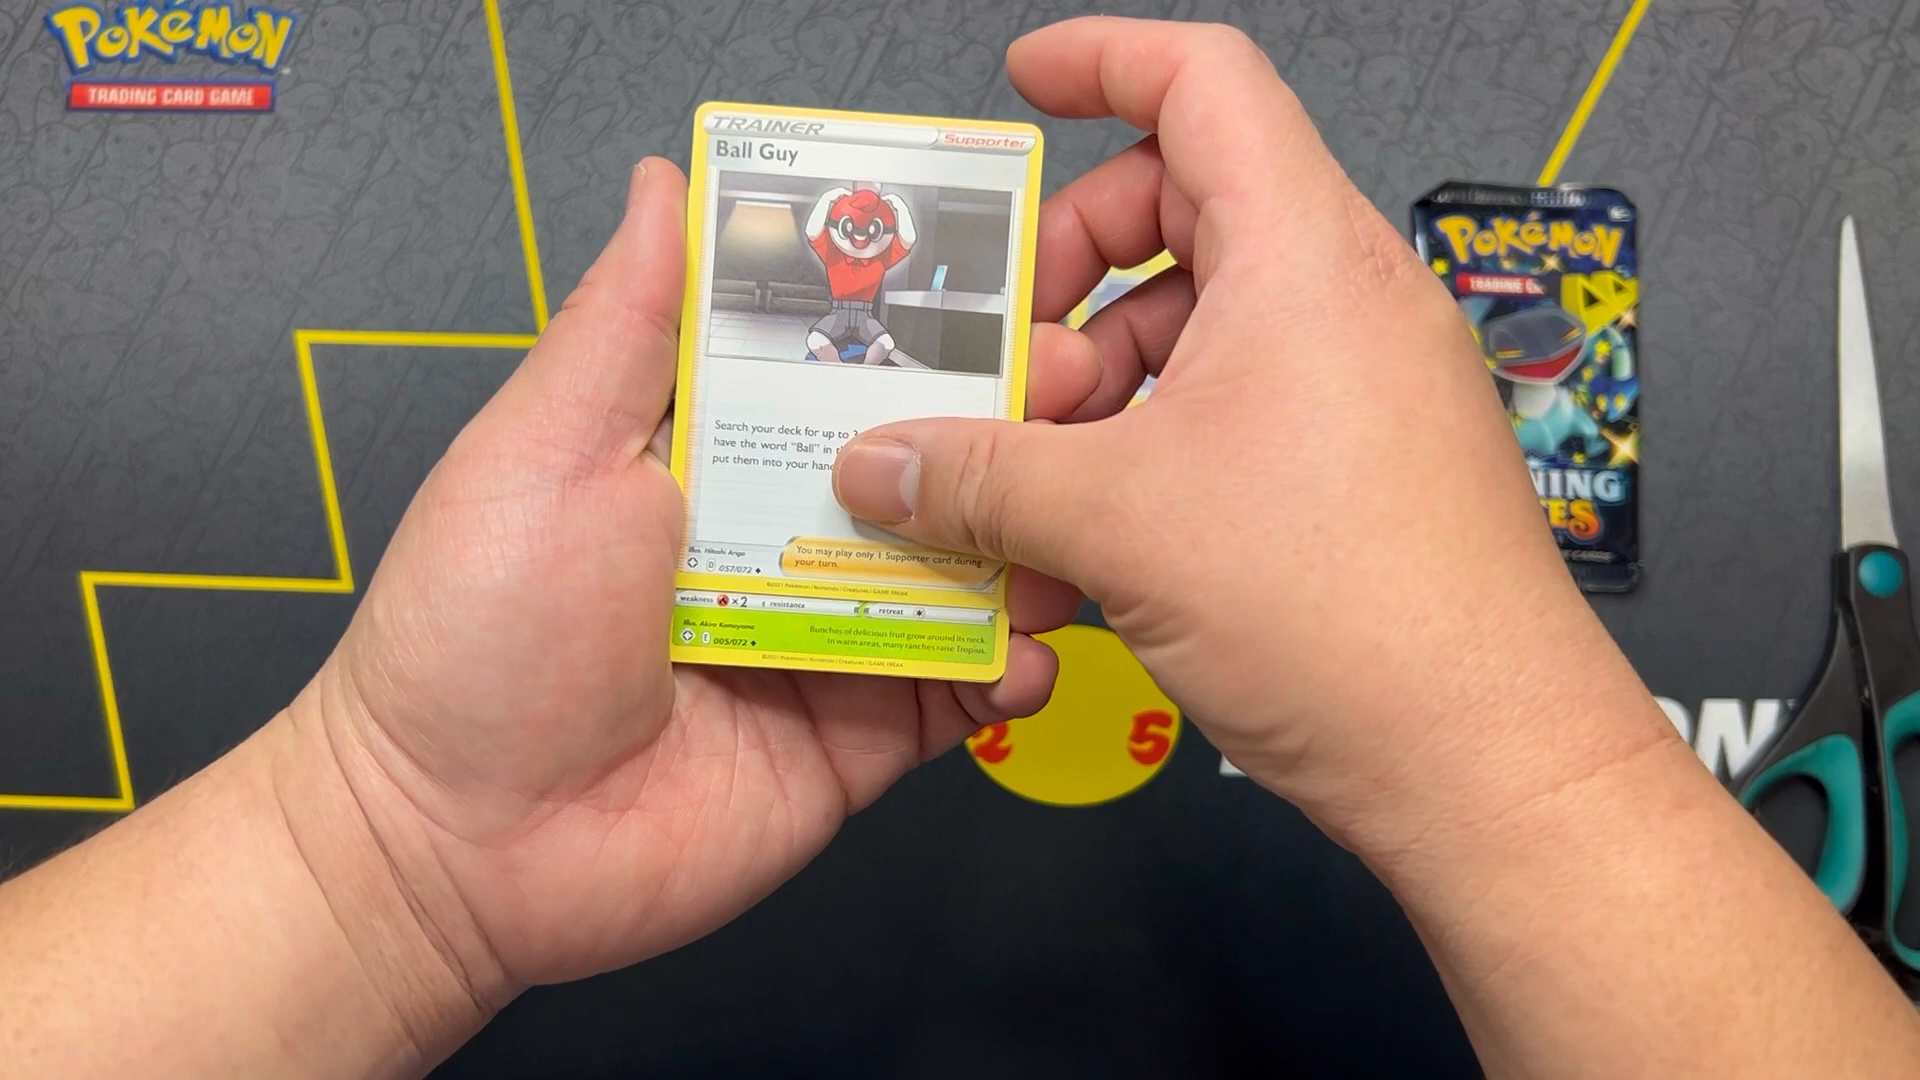 POKéMON
TRADING CARD GAME
TRAINER
Supporter
Ball Guy
Search your deck for up to
have the word "Ball" in
put them into your
Illus. Hitoshi Ariga
D 057/072
You may play only 1 Supporter card during
your turn.
©2021 Pokémon / Nintendo / Creatures / GAME FREAK
weakness ×2 resistance retreat
Illus. Akira Komayama
E 005/072
Bunches of delicious fruit grow around its neck.
In warm areas, many ranches raise Tropius.
©2021 Pokémon / Nintendo / Creatures / GAME FREAK
POKéMON
TRADING
2 5